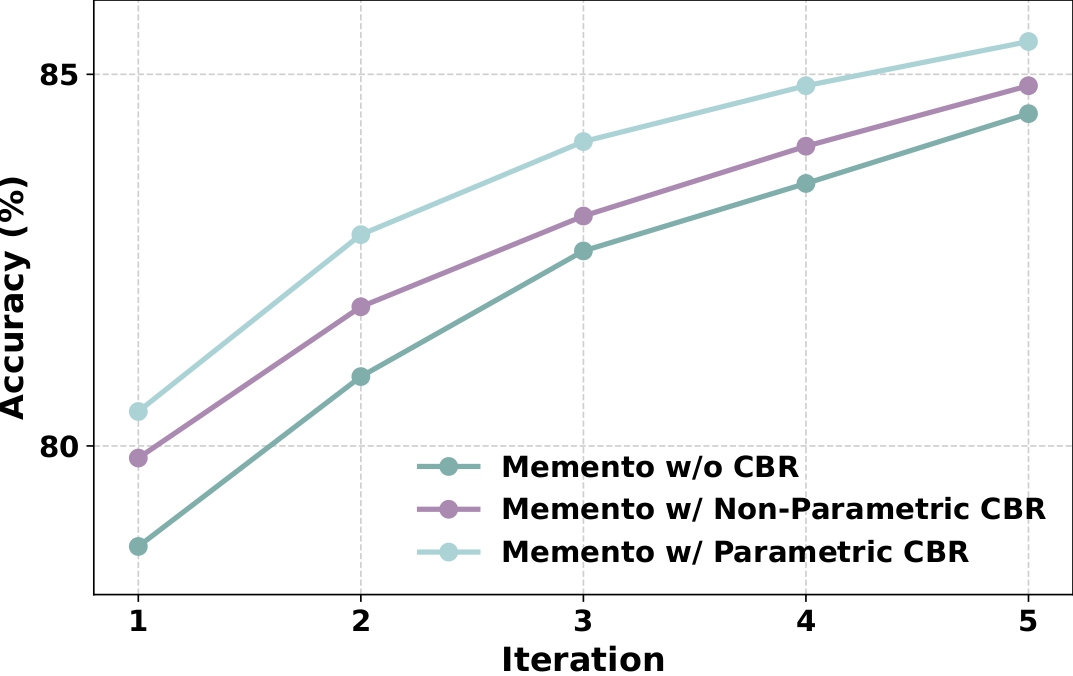 85
80
Accuracy (%)
Memento w/o CBR
Memento w/ Non-Parametric CBR
Memento w/ Parametric CBR
1 2 3 4 5
Iteration